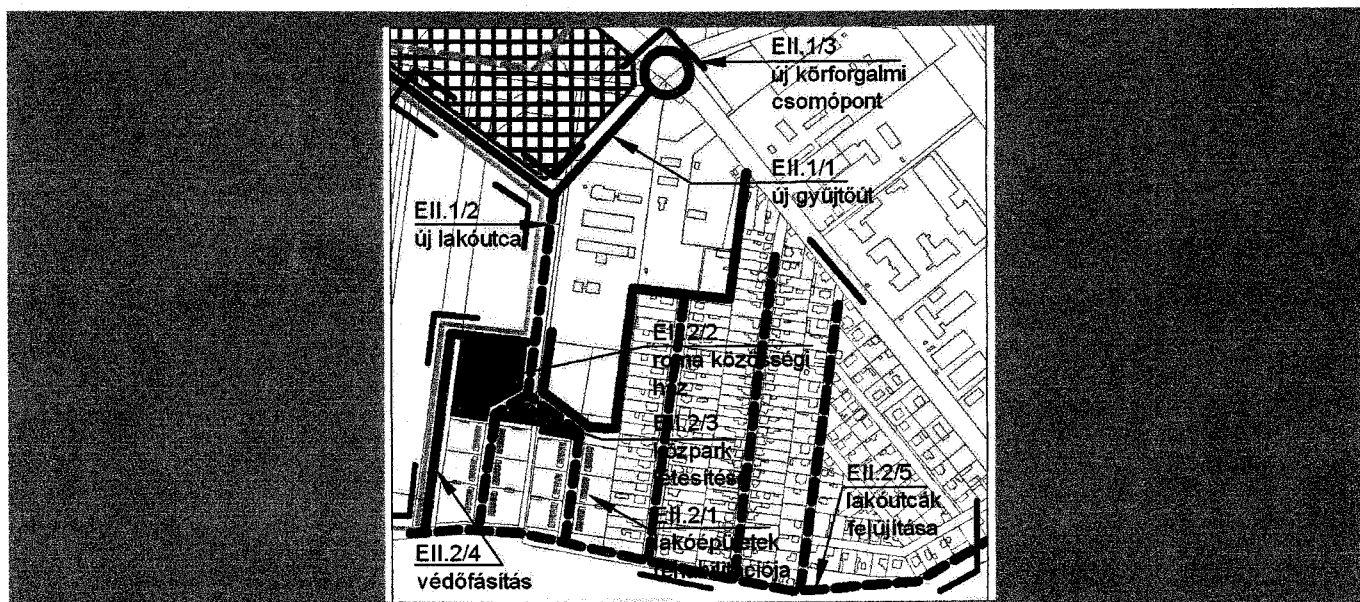 EII.1/3
új körforgalmi
csomópont
EII.1/1
új gyűjtőút
EII.1/2
új lakóutca
EII.2/2
roma közösségi
ház
EII.2/3
közpark
létesítése
EII.2/5
lakóutcák
felújítása
EII.2/1
lakóépületek
rehabilitációja
EII.2/4
védőfásítás